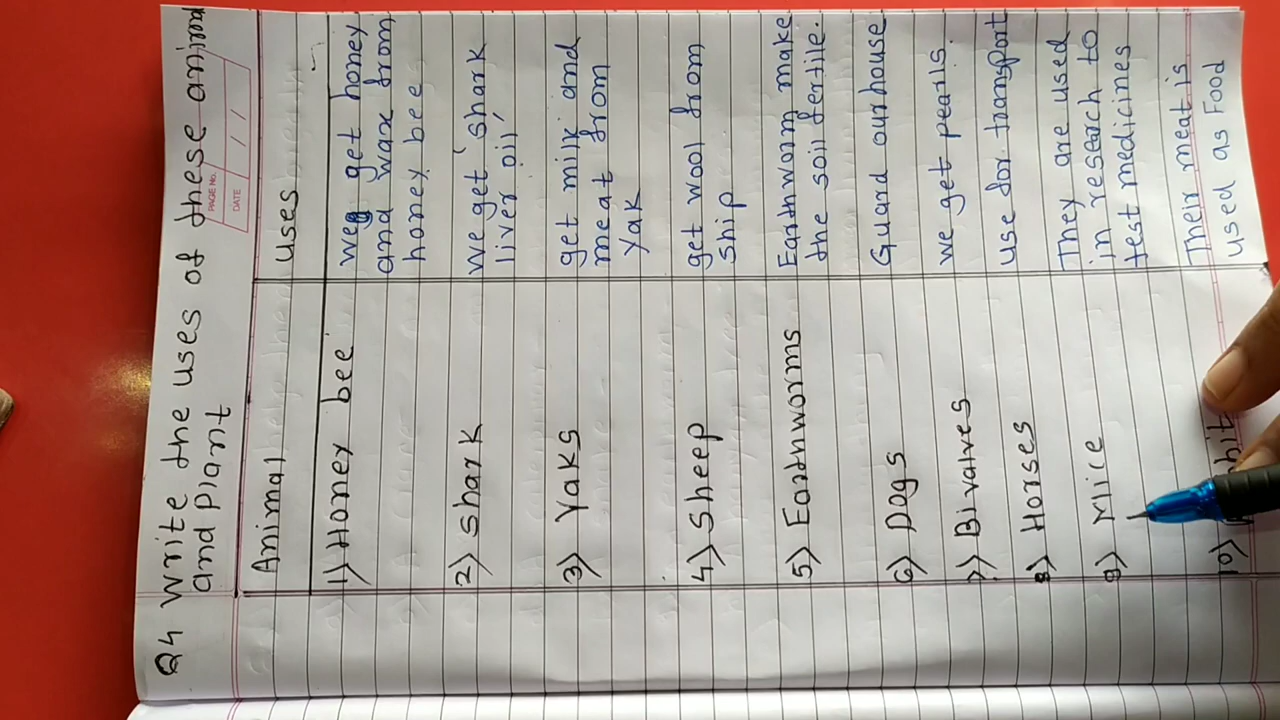 PAGE No.
DATE / /
Q4 write the uses of these animal
and plant
Animal uses
1) Honey bee we get honey
and wax from
honey bee
2) shark we get 'shark
liver oil'
3) Yaks get milk and
meat from
Yak
4) Sheep get wool from
ship
5) Earthworms Earthworm make
the soil fertile.
6) Dogs Guard our house
7) Bivalves we get pearls.
8) Horses use for transport
9) Mice They are used
in research to
test medicines
Their meat is
10) used as Food